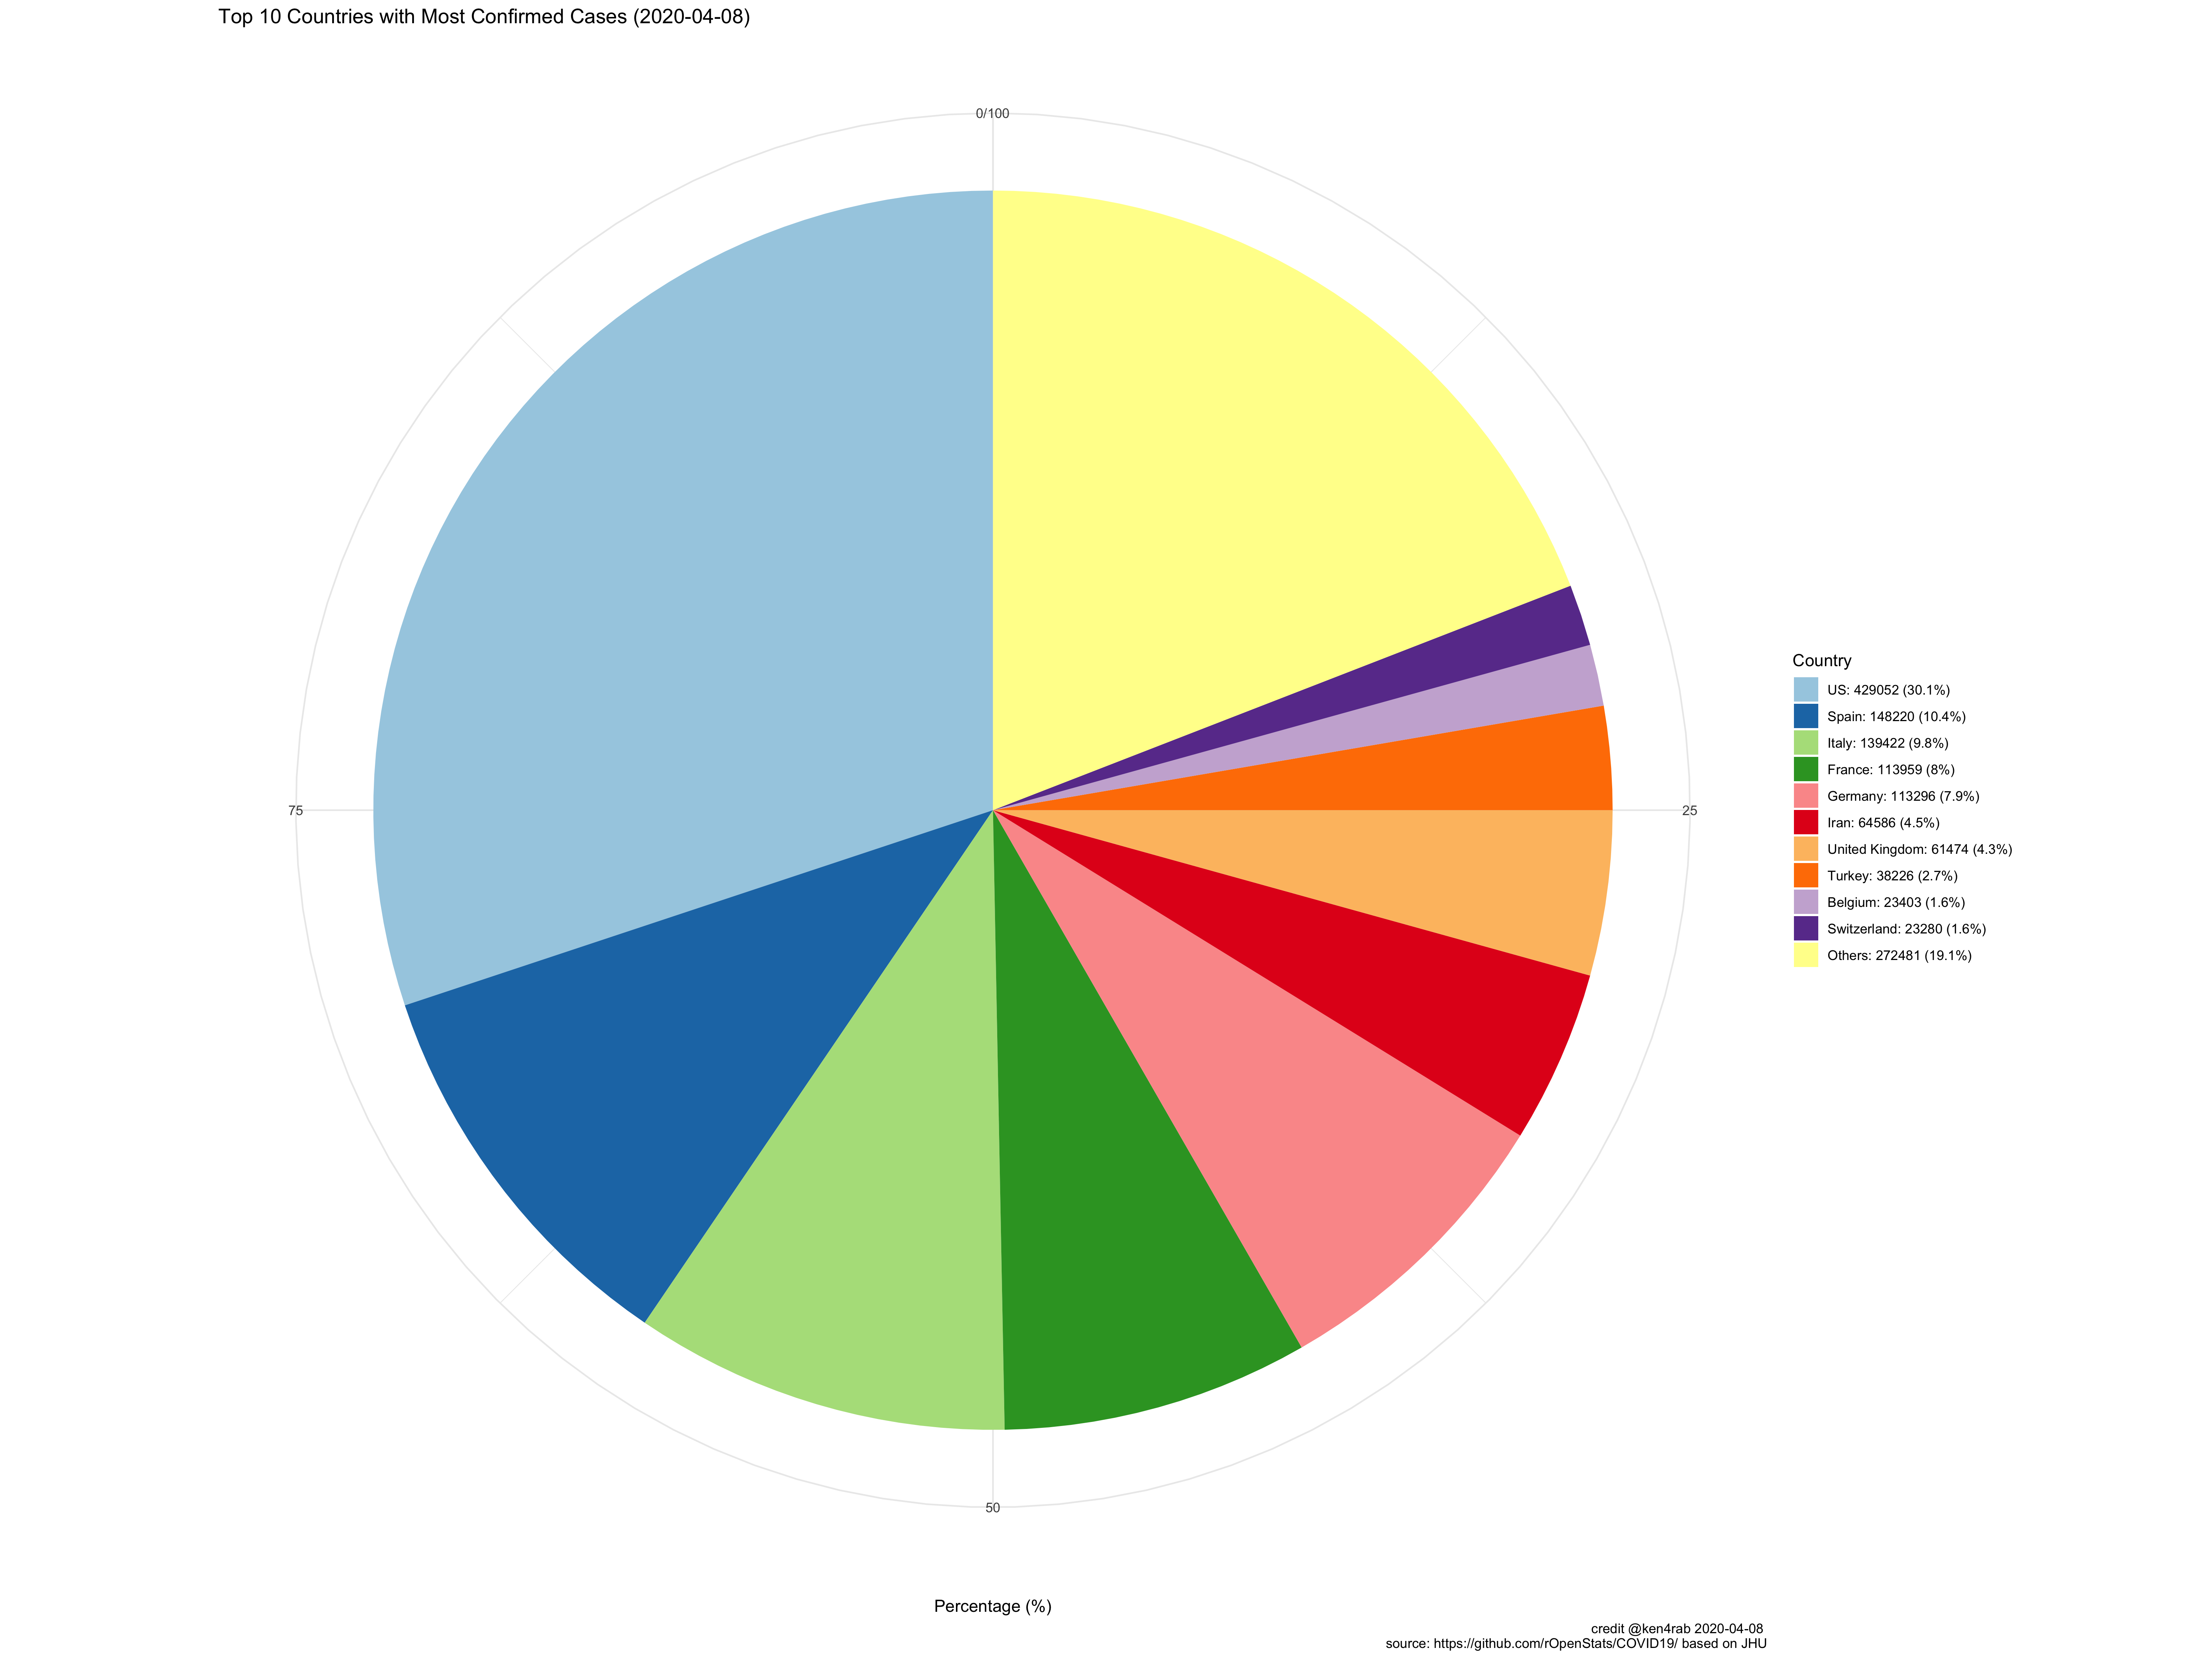 Top 10 Countries with Most Confirmed Cases (2020-04-08)
0/100
75
25
50
Country
US: 429052 (30.1%)
Spain: 148220 (10.4%)
Italy: 139422 (9.8%)
France: 113959 (8%)
Germany: 113296 (7.9%)
Iran: 64586 (4.5%)
United Kingdom: 61474 (4.3%)
Turkey: 38226 (2.7%)
Belgium: 23403 (1.6%)
Switzerland: 23280 (1.6%)
Others: 272481 (19.1%)
Percentage (%)
credit @ken4rab 2020-04-08
source: https://github.com/rOpenStats/COVID19/ based on JHU